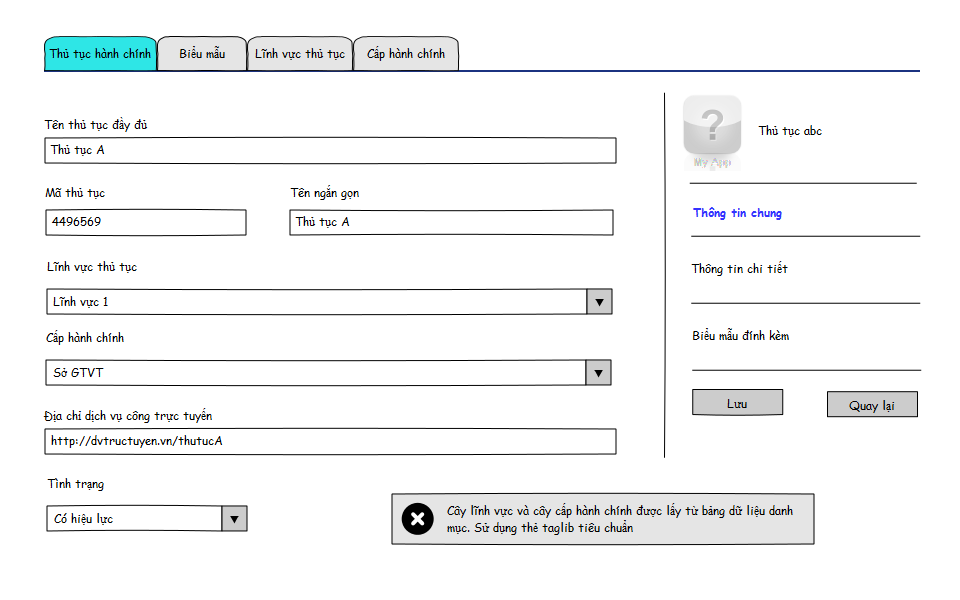 Thủ tục hành chính
Biểu mẫu
Lĩnh vực thủ tục
Cấp hành chính
Tên thủ tục đầy đủ
Thủ tục A
Mã thủ tục
Tên ngắn gọn
4496569
Thủ tục A
Lĩnh vực thủ tục
Lĩnh vực 1
Cấp hành chính
Sở GTVT
Địa chỉ dịch vụ công trực tuyến
http://dvtructuyen.vn/thutucA
Tình trạng
Có hiệu lực
?
My App
Thủ tục abc
Thông tin chung
Thông tin chi tiết
Biểu mẫu đính kèm
Lưu
Quay lại
Cây lĩnh vực và cây cấp hành chính được lấy từ bảng dữ liệu danh
mục. Sử dụng thẻ taglib tiêu chuẩn